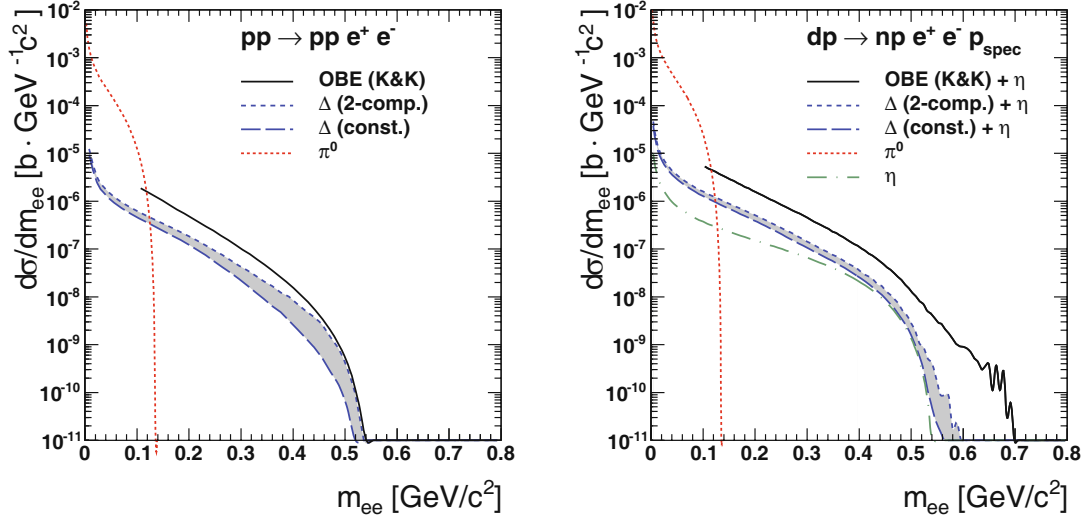 pp → pp e⁺ e⁻
OBE (K&K)
Δ (2-comp.)
Δ (const.)
π⁰
dσ/dmₑₑ [b · GeV⁻¹c²]
10⁻²
10⁻³
10⁻⁴
10⁻⁵
10⁻⁶
10⁻⁷
10⁻⁸
10⁻⁹
10⁻¹⁰
10⁻¹¹
0 0.1 0.2 0.3 0.4 0.5 0.6 0.7 0.8
mₑₑ [GeV/c²]
dp → np e⁺ e⁻ p_spec
OBE (K&K) + η
Δ (2-comp.) + η
Δ (const.) + η
π⁰
η
dσ/dmₑₑ [b · GeV⁻¹c²]
10⁻²
10⁻³
10⁻⁴
10⁻⁵
10⁻⁶
10⁻⁷
10⁻⁸
10⁻⁹
10⁻¹⁰
10⁻¹¹
0 0.1 0.2 0.3 0.4 0.5 0.6 0.7 0.8
mₑₑ [GeV/c²]